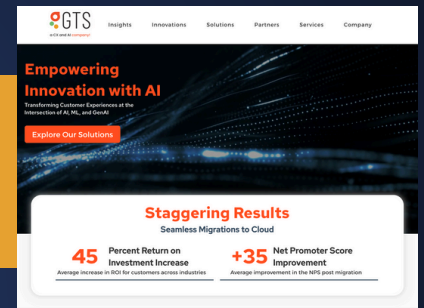 GTS
a CX and AI company
Insights
Innovations
Solutions
Partners
Services
Company
Empowering
Innovation with AI
Transforming Customer Experiences at the
Intersection of AI, ML, and GenAI
Explore Our Solutions
Staggering Results
Seamless Migrations to Cloud
45
Percent Return on
Investment Increase
Average increase in ROI for customers across industries
+35
Net Promoter Score
Improvement
Average improvement in the NPS post migration